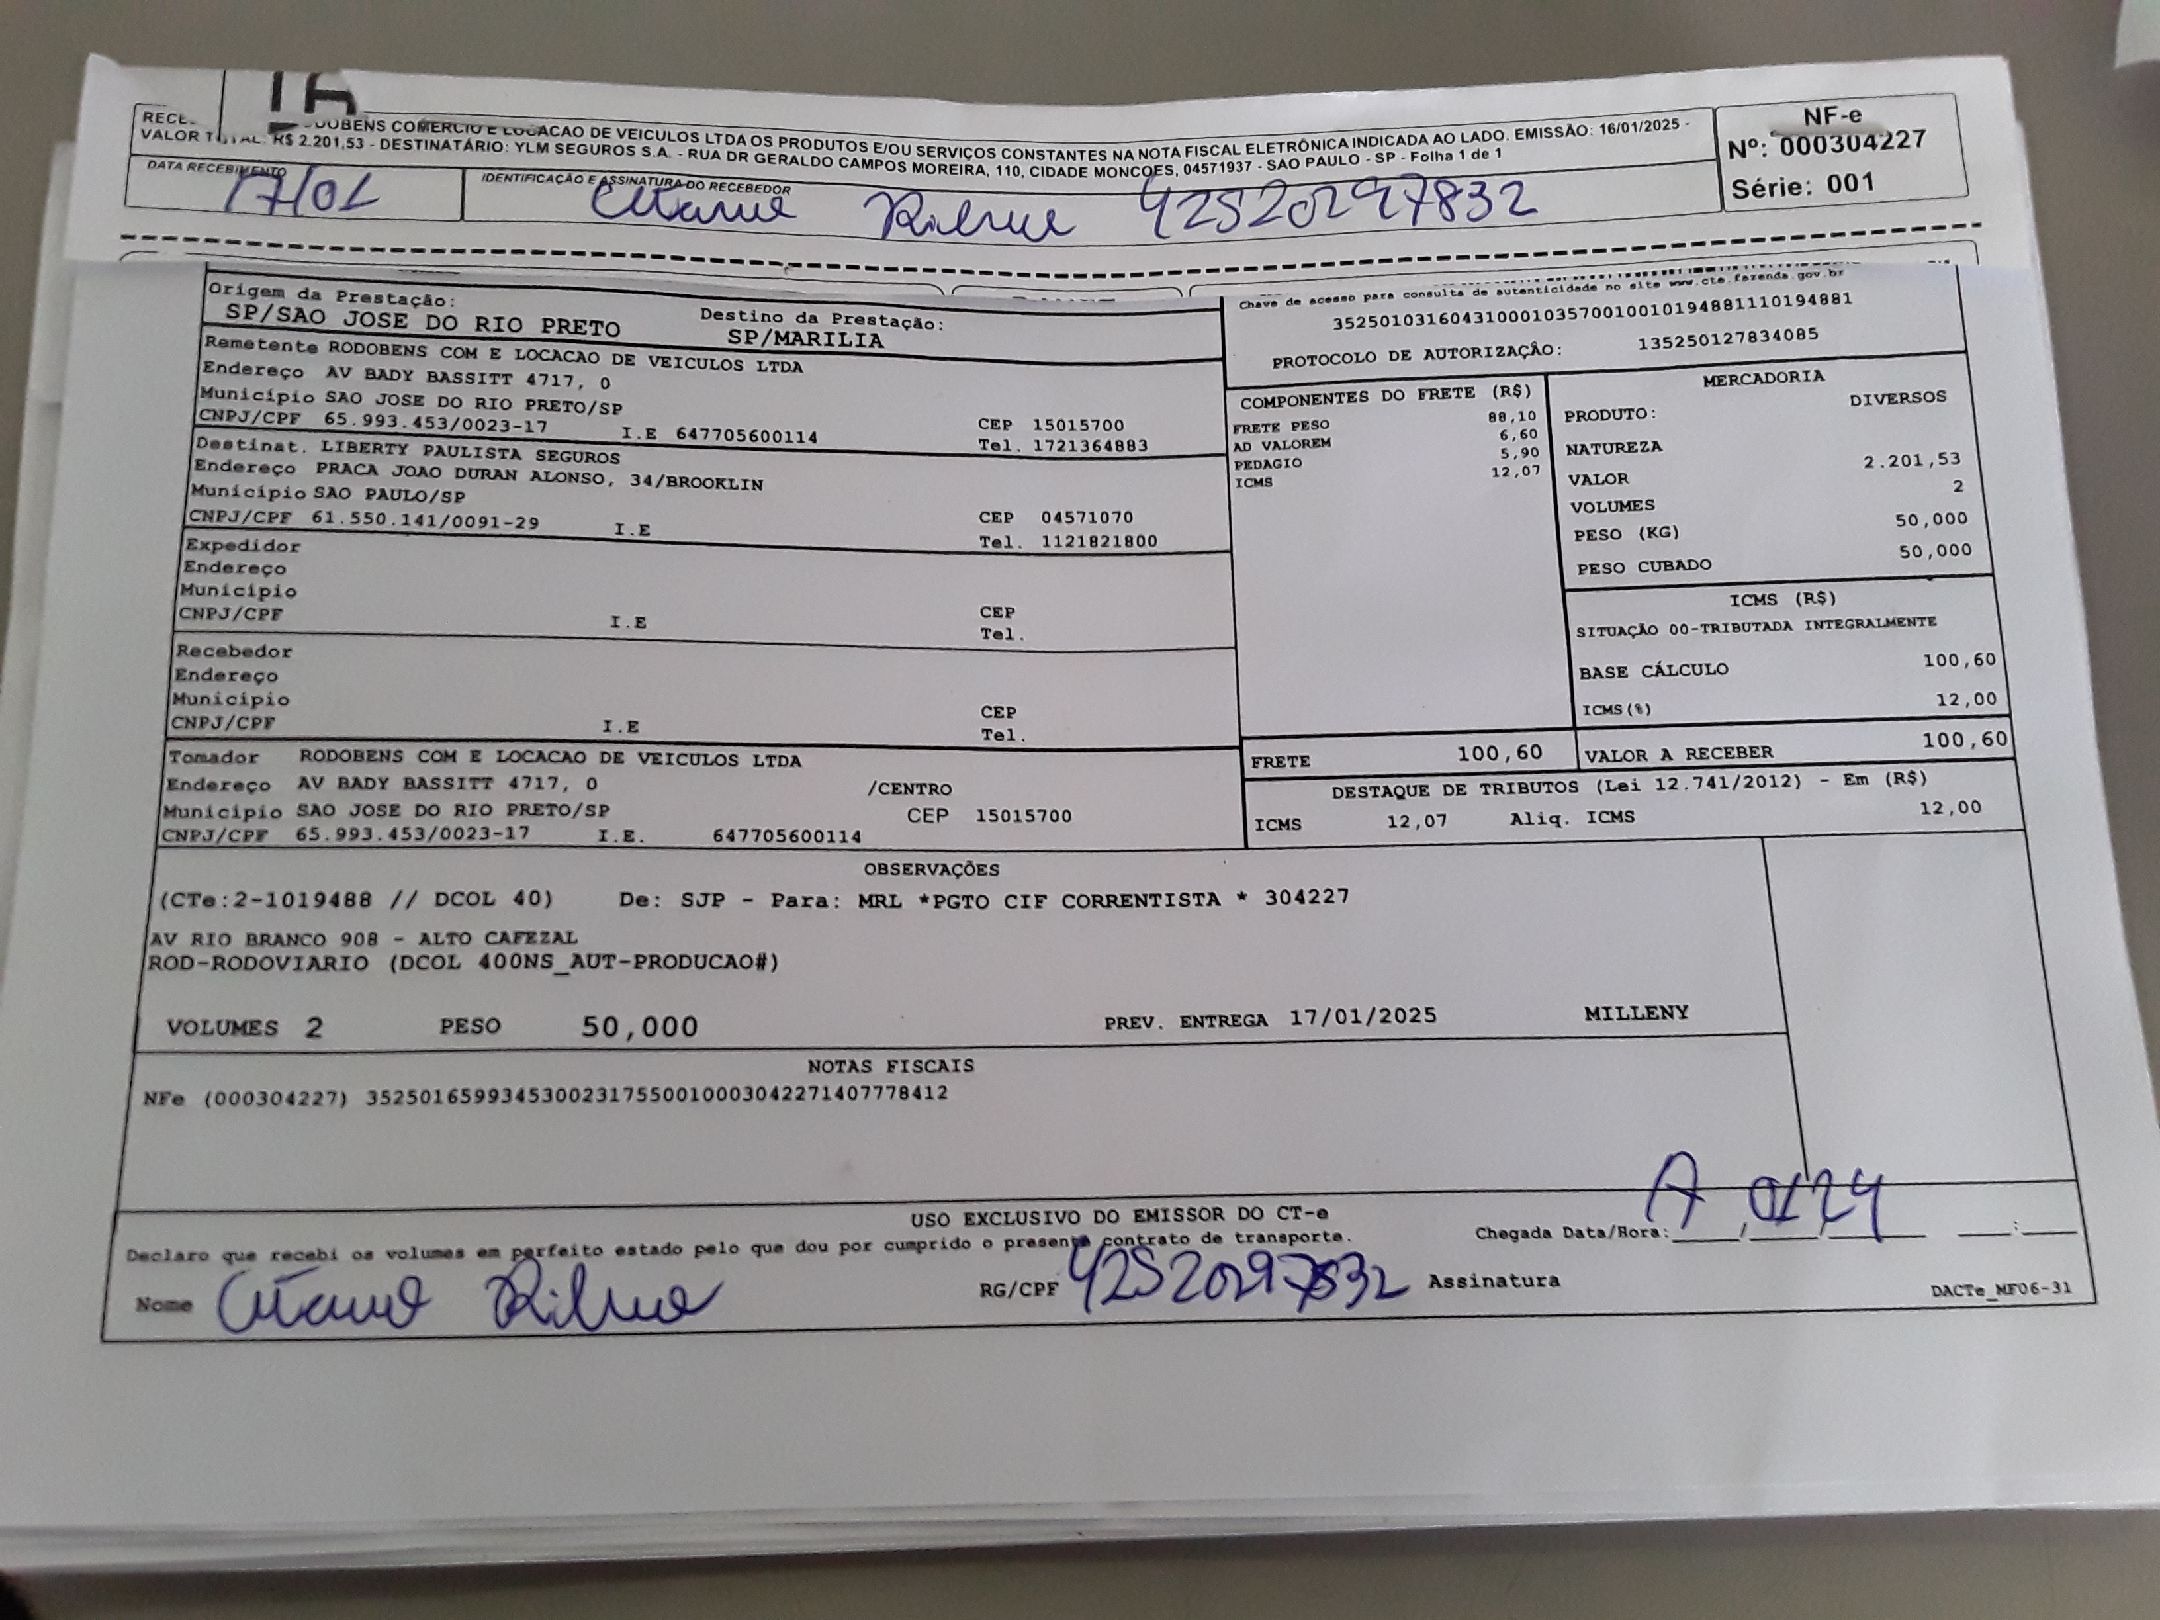 RECE
DOBENS COMERCIO E LOCACAO DE VEICULOS LTDA OS PRODUTOS E/OU SERVIÇOS CONSTANTES NA NOTA FISCAL ELETRÔNICA INDICADA AO LADO. EMISSÃO: 16/01/2025 -
VALOR TOTAL: R$ 2.201,53 - DESTINATÁRIO: YLM SEGUROS S.A. - RUA DR GERALDO CAMPOS MOREIRA, 110, CIDADE MONCOES, 04571937 - SAO PAULO - SP - Folha 1 de 1
DATA RECEBIMENTO
17/01
IDENTIFICAÇÃO E ASSINATURA DO RECEBEDOR
42520297832
NF-e
Nº: 000304227
Série: 001
Origem da Prestação:
SP/SAO JOSE DO RIO PRETO
Destino da Prestação:
SP/MARILIA
Remetente RODOBENS COM E LOCACAO DE VEICULOS LTDA
Endereço AV BADY BASSITT 4717, 0
Município SAO JOSE DO RIO PRETO/SP
CEP 15015700
CNPJ/CPF 65.993.453/0023-17 I.E 647705600114
Tel. 1721364883
Destinat. LIBERTY PAULISTA SEGUROS
Endereço PRACA JOAO DURAN ALONSO, 34/BROOKLIN
Município SAO PAULO/SP
CEP 04571070
CNPJ/CPF 61.550.141/0091-29 I.E
Tel. 1121821800
Expedidor
Endereço
Município
CEP
CNPJ/CPF I.E
Tel.
Recebedor
Endereço
Município
CEP
CNPJ/CPF I.E
Tel.
Tomador RODOBENS COM E LOCACAO DE VEICULOS LTDA
Endereço AV BADY BASSITT 4717, 0 /CENTRO
Município SAO JOSE DO RIO PRETO/SP CEP 15015700
CNPJ/CPF 65.993.453/0023-17 I.E. 647705600114
Chave de acesso para consulta de autenticidade no site www.cte.fazenda.gov.br
35250103160431000103570010010194881110194881
PROTOCOLO DE AUTORIZAÇÃO: 135250127834085
COMPONENTES DO FRETE (R$)
FRETE PESO 88,10
AD VALOREM 6,60
PEDAGIO 5,90
ICMS 12,07
MERCADORIA
PRODUTO: DIVERSOS
NATUREZA
VALOR 2.201,53
VOLUMES 2
PESO (KG) 50,000
PESO CUBADO 50,000
ICMS (R$)
SITUAÇÃO 00-TRIBUTADA INTEGRALMENTE
BASE CÁLCULO 100,60
ICMS(%) 12,00
FRETE 100,60
VALOR A RECEBER 100,60
DESTAQUE DE TRIBUTOS (Lei 12.741/2012) - Em (R$)
ICMS 12,07 Aliq. ICMS 12,00
OBSERVAÇÕES
(CTe:2-1019488 // DCOL 40) De: SJP - Para: MRL *PGTO CIF CORRENTISTA * 304227
AV RIO BRANCO 908 - ALTO CAFEZAL
ROD-RODOVIARIO (DCOL 400NS_AUT-PRODUCAO#)
VOLUMES 2 PESO 50,000 PREV. ENTREGA 17/01/2025 MILLENY
NOTAS FISCAIS
NFe (000304227) 35250165993453002317550010003042271407778412
USO EXCLUSIVO DO EMISSOR DO CT-e
Declaro que recebi os volumes em perfeito estado pelo que dou por cumprido o presente contrato de transporte.
Chegada Data/Hora:
Nome
RG/CPF 42520297832 Assinatura
DACTe_MF06-31